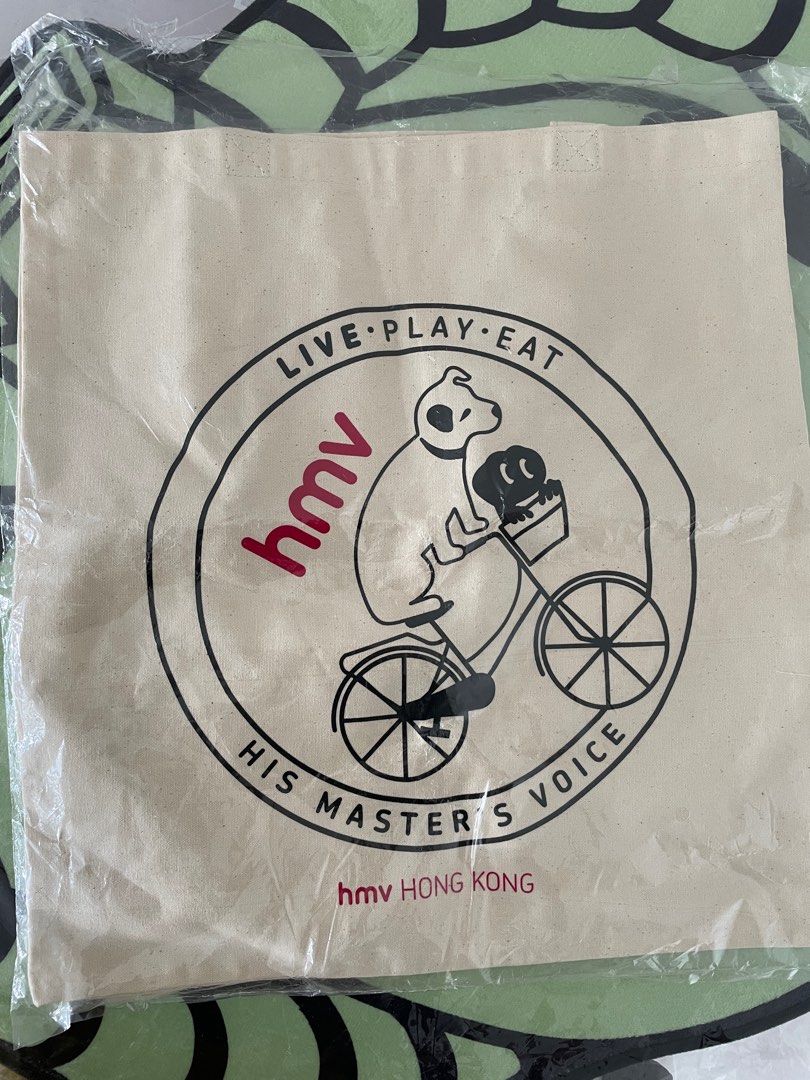 LIVE·PLAY·EAT
hmv
HIS MASTER'S VOICE
hmv HONG KONG